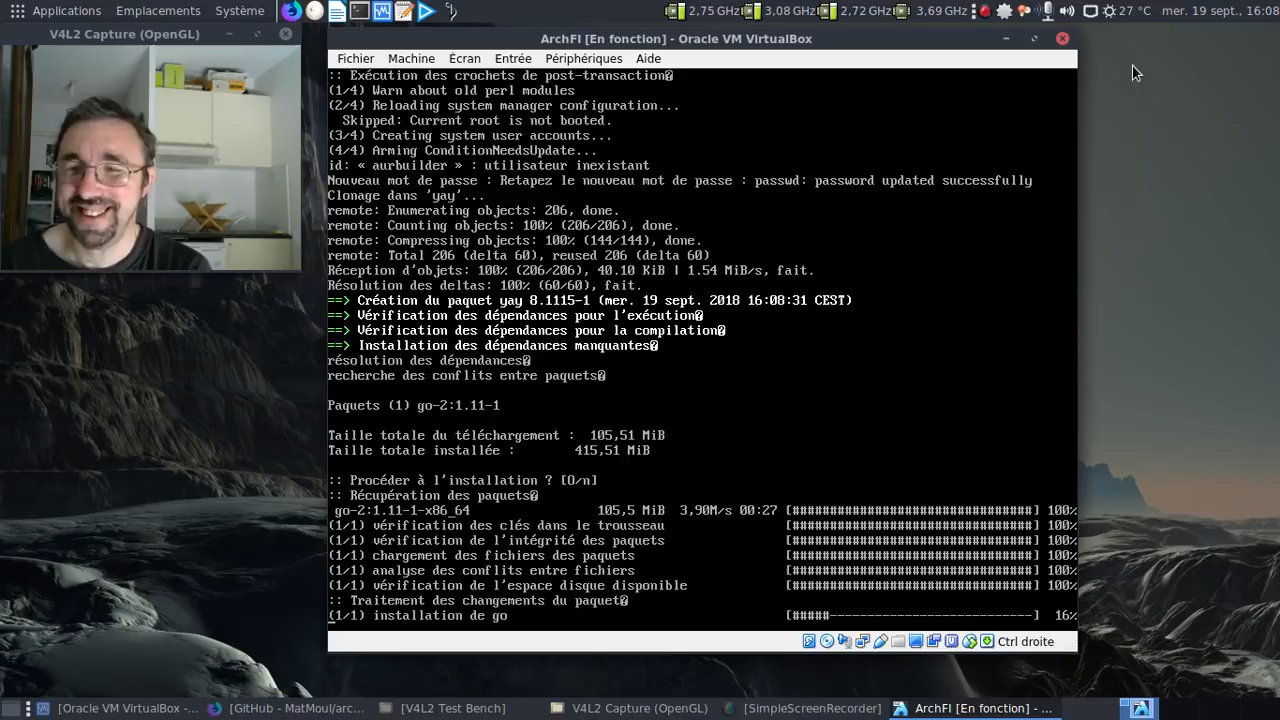 Applications Emplacements Système
2,75 GHz 3,08 GHz 2,72 GHz 3,69 GHz 27 °C mer. 19 sept., 16:08
V4L2 Capture (OpenGL)
ArchFI [En fonction] - Oracle VM VirtualBox
Fichier Machine Écran Entrée Périphériques Aide
:: Exécution des crochets de post-transaction�
(1/4) Warn about old perl modules
(2/4) Reloading system manager configuration...
Skipped: Current root is not booted.
(3/4) Creating system user accounts...
(4/4) Arming ConditionNeedsUpdate...
id: « aurbuilder » : utilisateur inexistant
Nouveau mot de passe : Retapez le nouveau mot de passe : passwd: password updated successfully
Clonage dans 'yay'...
remote: Enumerating objects: 206, done.
remote: Counting objects: 100% (206/206), done.
remote: Compressing objects: 100% (144/144), done.
remote: Total 206 (delta 60), reused 206 (delta 60)
Réception d'objets: 100% (206/206), 40.10 KiB | 1.54 MiB/s, fait.
Résolution des deltas: 100% (60/60), fait.
==> Création du paquet yay 8.1115-1 (mer. 19 sept. 2018 16:08:31 CEST)
==> Vérification des dépendances pour l'exécution�
==> Vérification des dépendances pour la compilation�
==> Installation des dépendances manquantes�
résolution des dépendances�
recherche des conflits entre paquets�
Paquets (1) go-2:1.11-1
Taille totale du téléchargement : 105,51 MiB
Taille totale installée : 415,51 MiB
:: Procéder à l'installation ? [O/n]
:: Récupération des paquets�
go-2:1.11-1-x86_64 105,5 MiB 3,90M/s 00:27 [#################################] 100%
(1/1) vérification des clés dans le trousseau [#################################] 100%
(1/1) vérification de l'intégrité des paquets [#################################] 100%
(1/1) chargement des fichiers des paquets [#################################] 100%
(1/1) analyse des conflits entre fichiers [#################################] 100%
(1/1) vérification de l'espace disque disponible [#################################] 100%
:: Traitement des changements du paquet�
(1/1) installation de go [#####----------------------------] 16%
Ctrl droite
[Oracle VM VirtualBox -... [GitHub - MatMoul/arc... [V4L2 Test Bench] V4L2 Capture (OpenGL) [SimpleScreenRecorder] ArchFI [En fonction] - ...